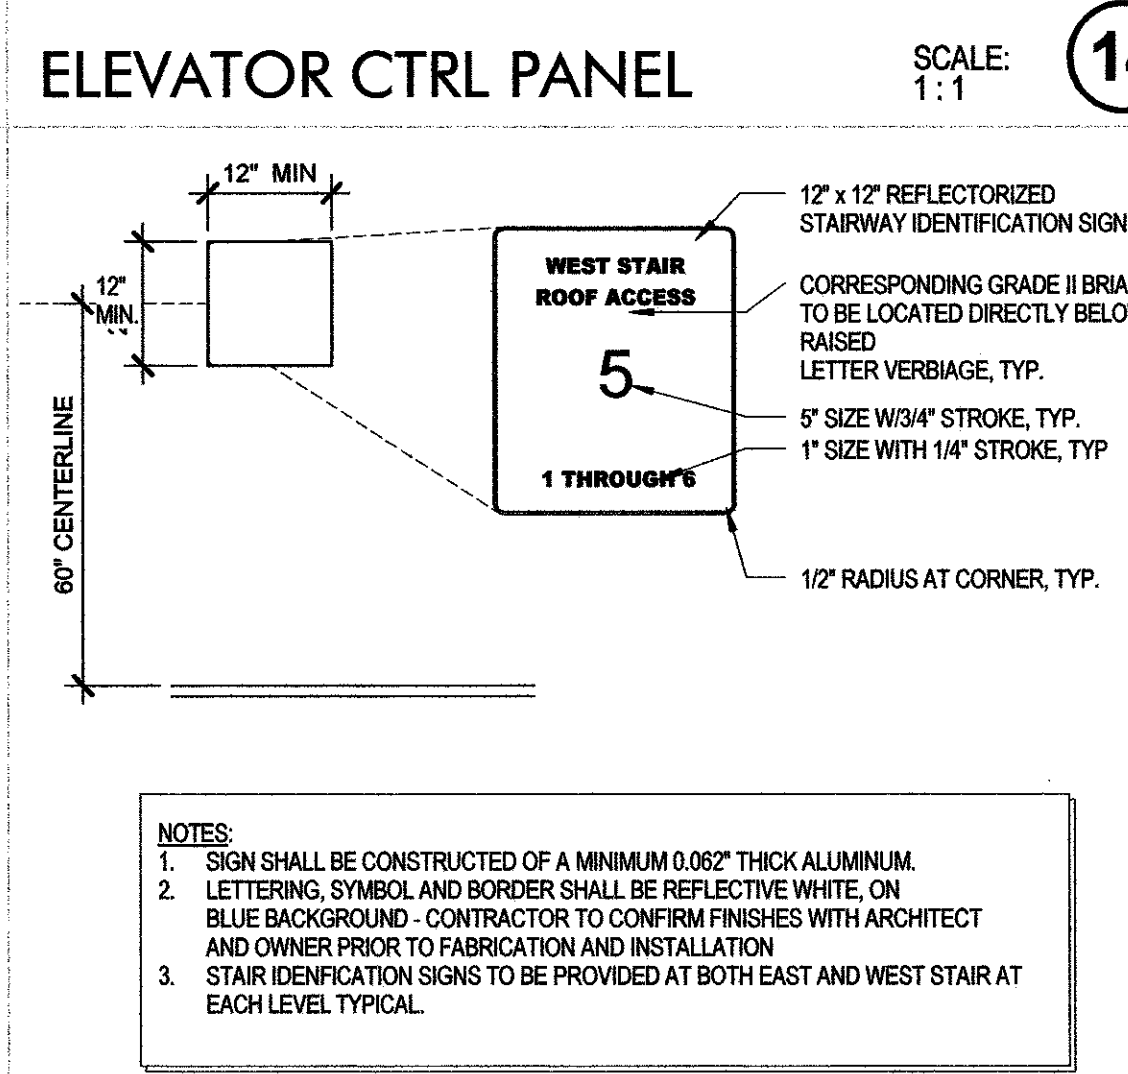 ELEVATOR CTRL PANEL
SCALE:
1 : 1
12" MIN
12"
MIN.
60" CENTERLINE
WEST STAIR
ROOF ACCESS
5
1 THROUGH 6
12" x 12" REFLECTORIZED
STAIRWAY IDENTIFICATION SIGN
CORRESPONDING GRADE II
TO BE LOCATED DIRECTLY
RAISED
LETTER VERBIAGE, TYP.
5" SIZE W/3/4" STROKE, TYP.
1" SIZE WITH 1/4" STROKE, TYP
1/2" RADIUS AT CORNER, TYP.
NOTES:
1. SIGN SHALL BE CONSTRUCTED OF A MINIMUM 0.062" THICK ALUMINUM.
2. LETTERING, SYMBOL AND BORDER SHALL BE REFLECTIVE WHITE, ON
BLUE BACKGROUND - CONTRACTOR TO CONFIRM FINISHES WITH ARCHITECT
AND OWNER PRIOR TO FABRICATION AND INSTALLATION
3. STAIR IDENFICATION SIGNS TO BE PROVIDED AT BOTH EAST AND WEST STAIR AT
EACH LEVEL TYPICAL.